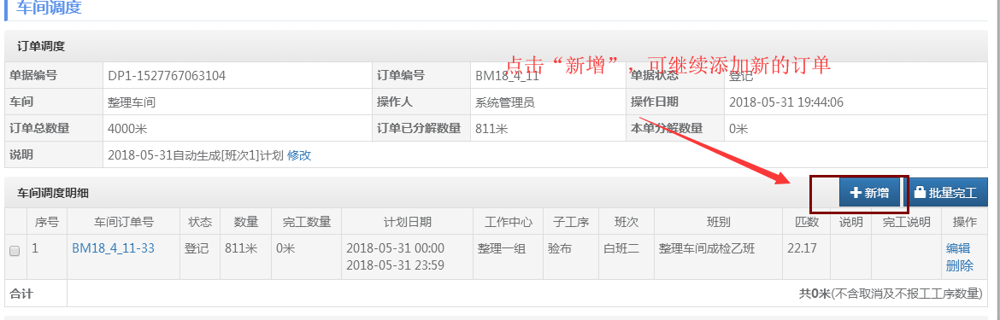 车间调度
订单调度
点击“新增”，可继续添加新的订单
单据编号 DP1-1527767063104 订单编号 BM18_4_11 单据状态 登记
车间 整理车间 操作人 系统管理员 操作日期 2018-05-31 19:44:06
订单总数量 4000米 订单已分解数量 811米 本单分解数量 0米
说明 2018-05-31自动生成[班次1]计划 修改
车间调度明细 新增 批量完工
序号 车间订单号 状态 数量 完工数量 计划日期 工作中心 子工序 班次 班别 匹数 说明 完工说明 操作
1 BM18_4_11-33 登记 811米 0米 2018-05-31 00:00 整理一组 验布 白班二 整理车间成检乙班 22.17 编辑
2018-05-31 23:59 删除
合计 共0米(不含取消及不报工工序数量)